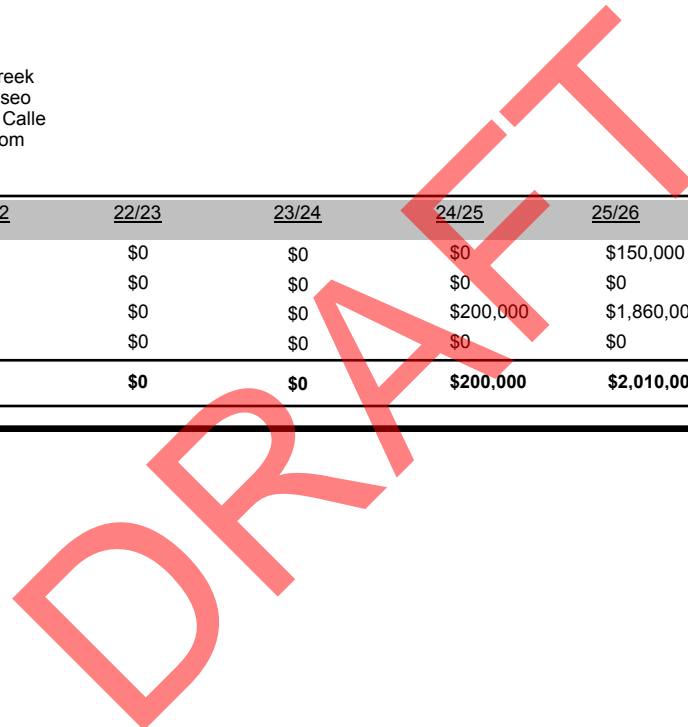 reek
seo
Calle
om
2 22/23 23/24 24/25 25/26
$0 $0 $0 $150,000
$0 $0 $0 $0
$0 $0 $200,000 $1,860,00
$0 $0 $0 $0
$0 $0 $200,000 $2,010,00
DRAFT